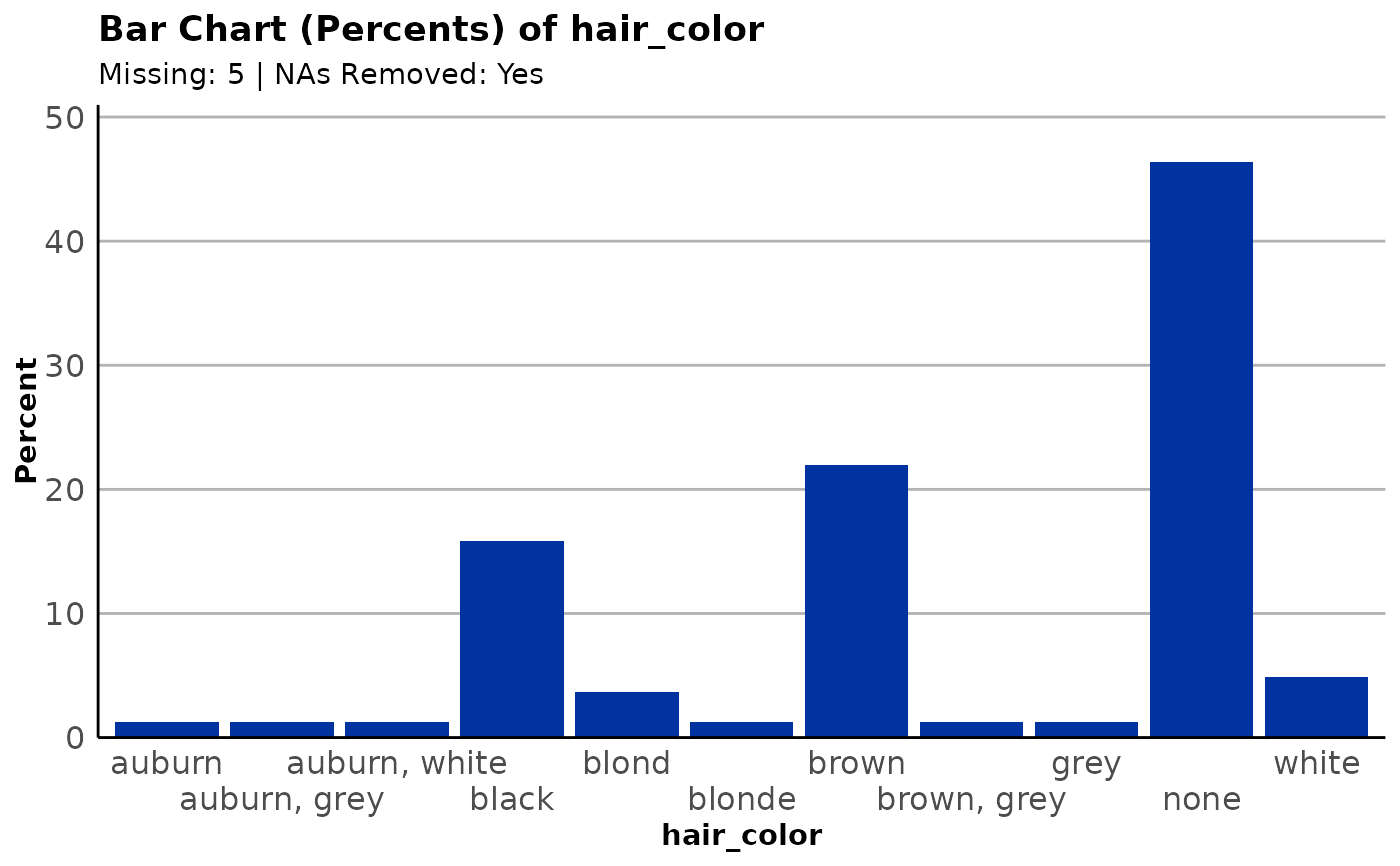 Bar Chart (Percents) of hair_color
Missing: 5 | NAs Removed: Yes
Percent
50
40
30
20
10
0
auburn
auburn, grey
auburn, white
black
blond
blonde
brown
brown, grey
grey
none
white
hair_color